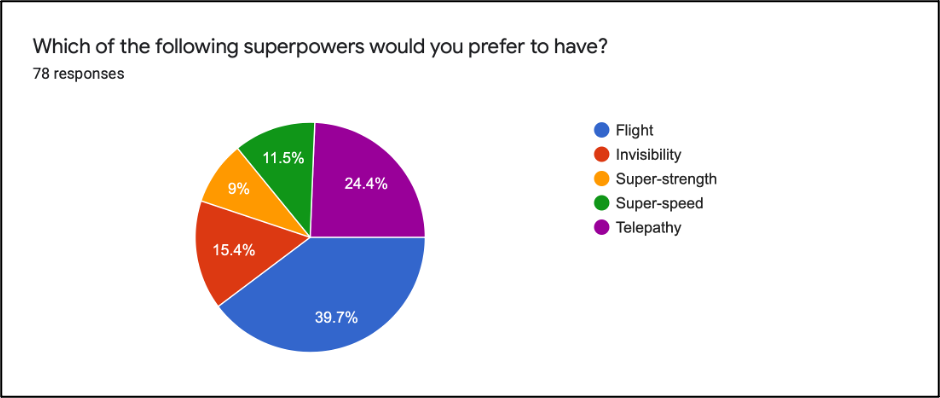 Which of the following superpowers would you prefer to have?
78 responses
Flight
Invisibility
Super-strength
Super-speed
Telepathy
11.5%
24.4%
9%
15.4%
39.7%